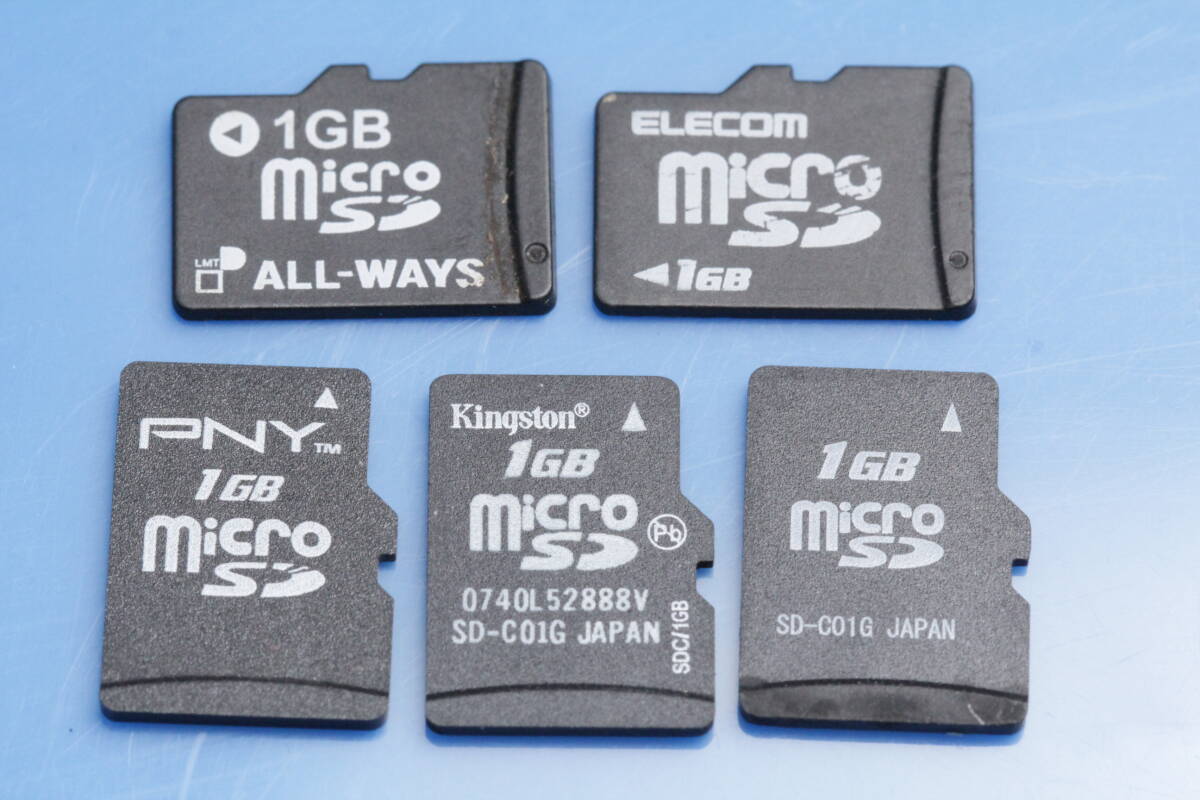 1GB
micro
SD
LMT
ALL-WAYS
ELECOM
micro
SD
1GB
PNY™
1GB
micro
SD
Kingston®
1GB
micro
SD
Pb
0740L52888V
SD-C01G JAPAN
SDC/1GB
1GB
micro
SD
SD-C01G JAPAN